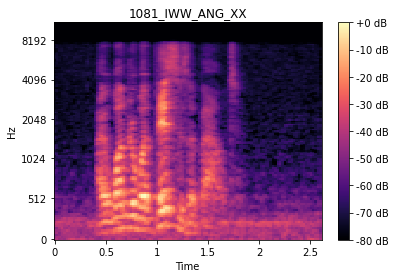 1081_IWW_ANG_XX
+0 dB
8192
-10 dB
4096
-20 dB
-30 dB
2048
Hz
-40 dB
1024
-50 dB
512
-60 dB
-70 dB
0
-80 dB
0 0.5 1 1.5 2 2.5
Time